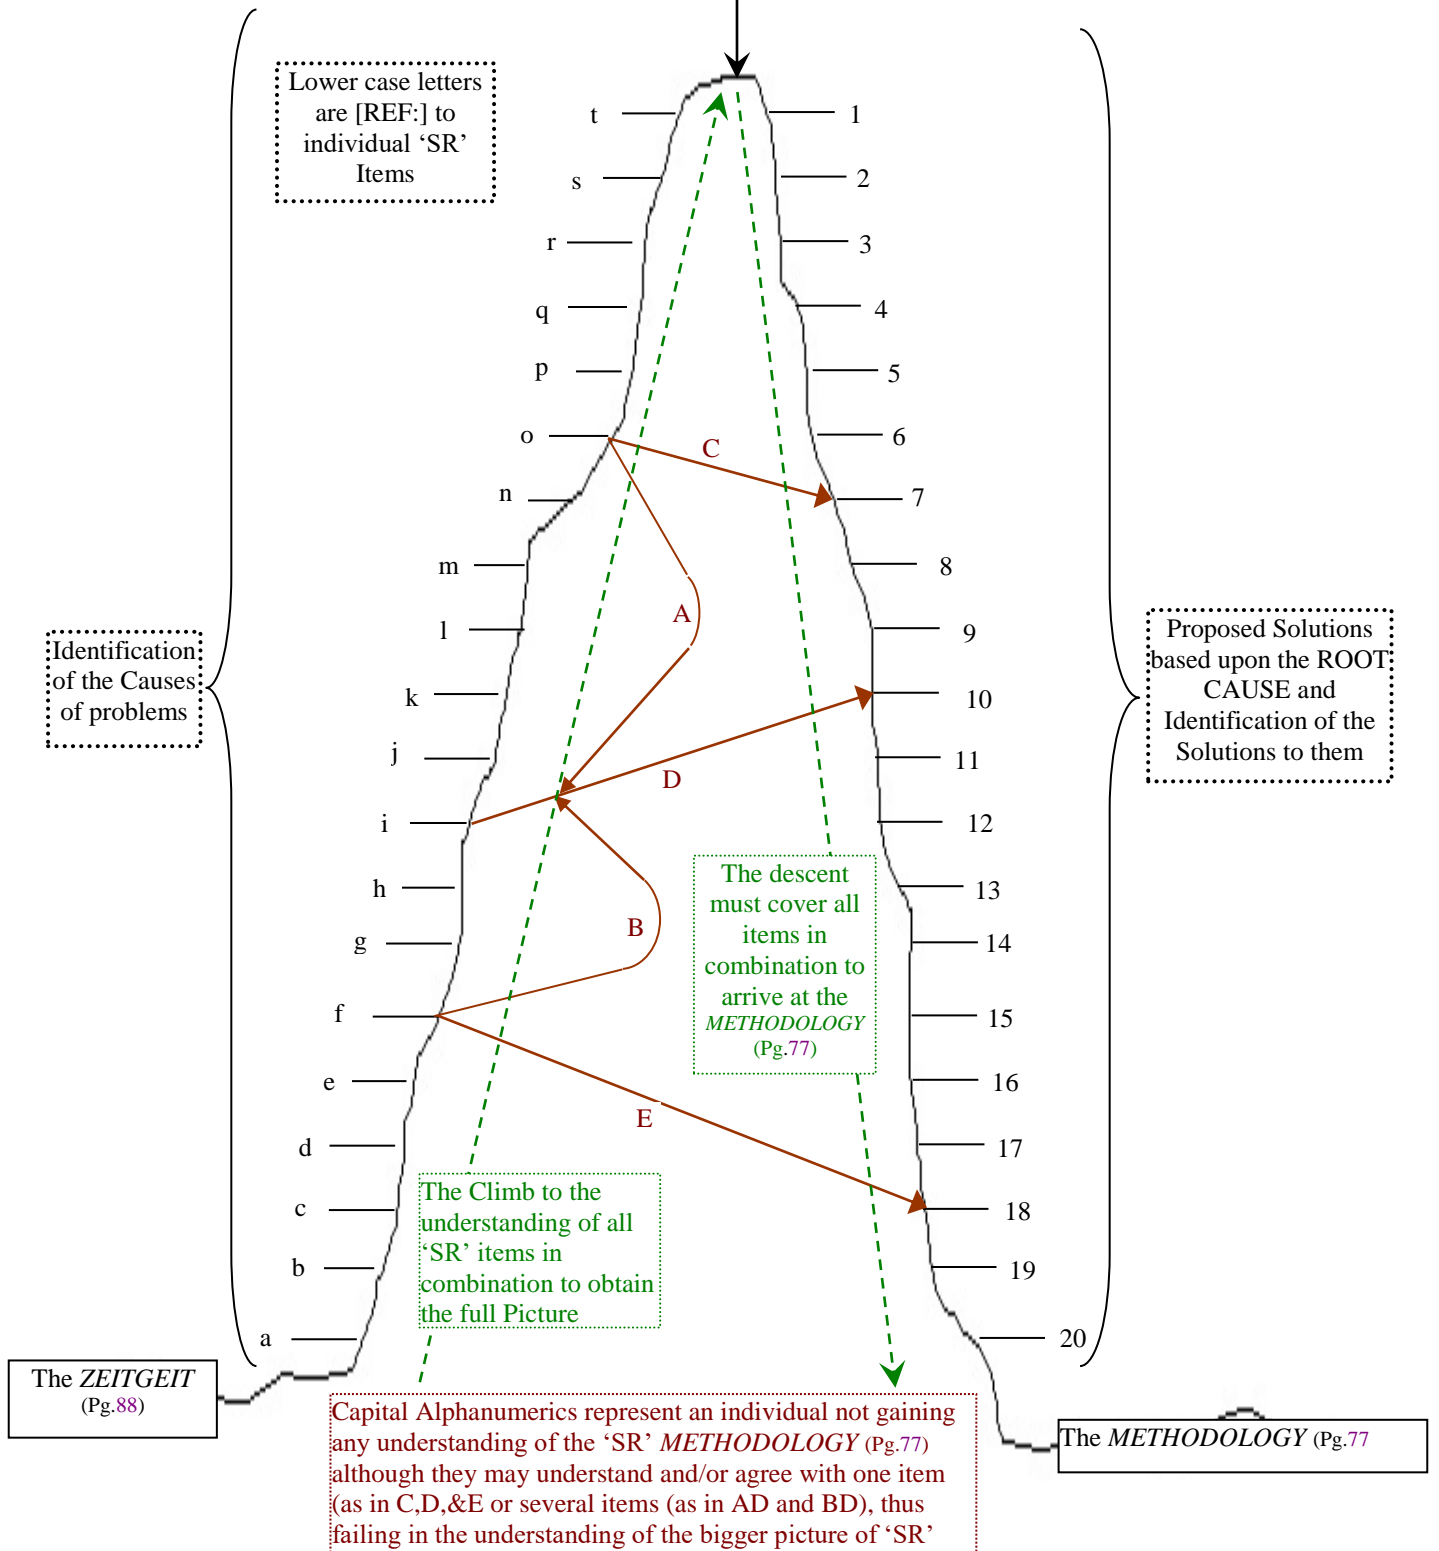 Lower case letters
are [REF:] to
individual ‘SR’
Items
t
s
r
q
p
o
n
m
l
k
j
i
h
g
f
e
d
c
b
a
1
2
3
4
5
6
7
8
9
10
11
12
13
14
15
16
17
18
19
20
C
A
D
B
E
Identification
of the Causes
of problems
Proposed Solutions
based upon the ROOT
CAUSE and
Identification of the
Solutions to them
The descent
must cover all
items in
combination to
arrive at the
METHODOLOGY
(Pg.77)
The Climb to the
understanding of all
‘SR’ items in
combination to obtain
the full Picture
The ZEITGEIT
(Pg.88)
The METHODOLOGY (Pg.77
Capital Alphanumerics represent an individual not gaining
any understanding of the ‘SR’ METHODOLOGY (Pg.77)
although they may understand and/or agree with one item
(as in C,D,&E or several items (as in AD and BD), thus
failing in the understanding of the bigger picture of ‘SR’